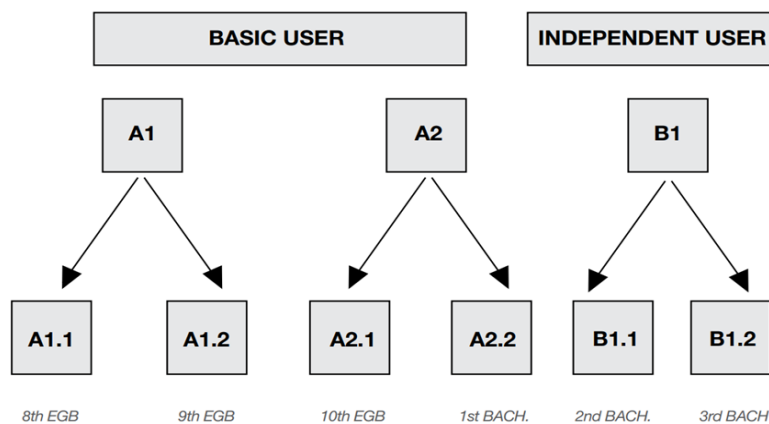 BASIC USER
INDEPENDENT USER
A1
A2
B1
A1.1
A1.2
A2.1
A2.2
B1.1
B1.2
8th EGB
9th EGB
10th EGB
1st BACH.
2nd BACH.
3rd BACH